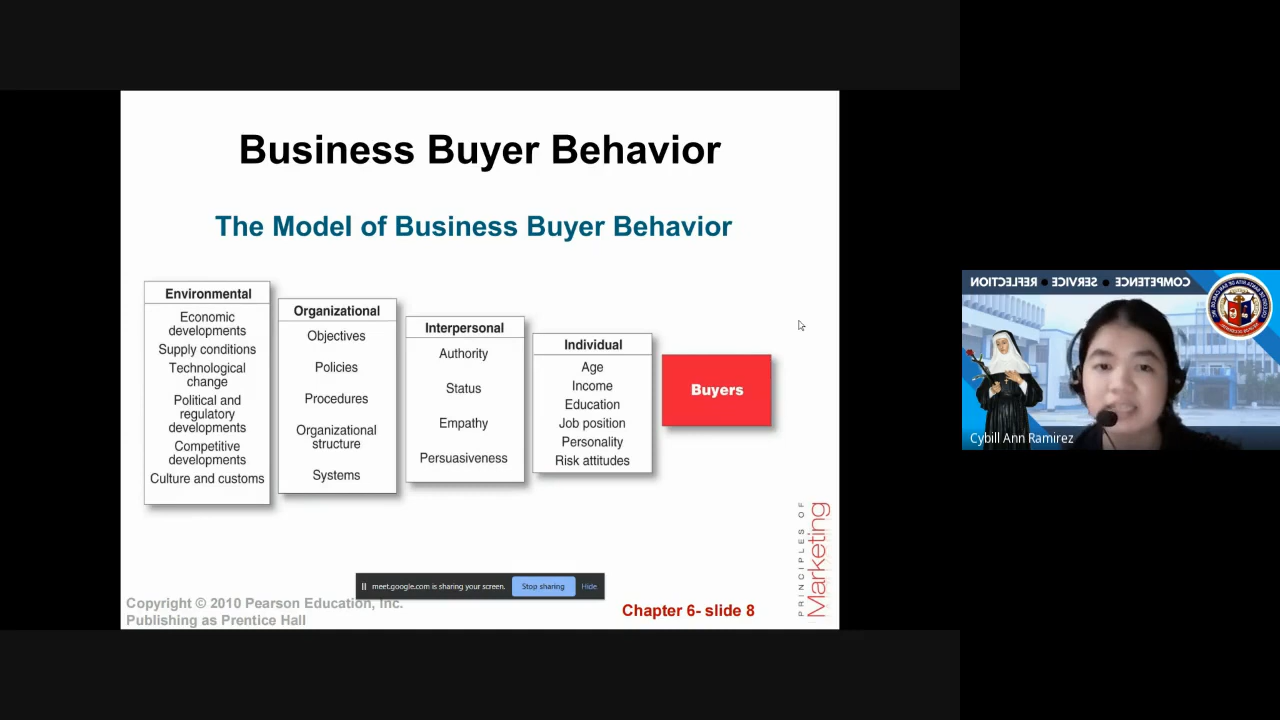 Business Buyer Behavior
The Model of Business Buyer Behavior
Environmental
Economic
developments
Supply conditions
Technological
change
Political and
regulatory
developments
Competitive
developments
Culture and customs
Organizational
Objectives
Policies
Procedures
Organizational
structure
Systems
Interpersonal
Authority
Status
Empathy
Persuasiveness
Individual
Age
Income
Education
Job position
Personality
Risk attitudes
Buyers
PRINCIPLES OF
Marketing
meet.google.com is sharing your screen.
Stop sharing
Hide
Copyright © 2010 Pearson Education, Inc.
Publishing as Prentice Hall
Chapter 6- slide 8
COMPETENCE • SERVICE • REFLECTION
Cybill Ann Ramirez